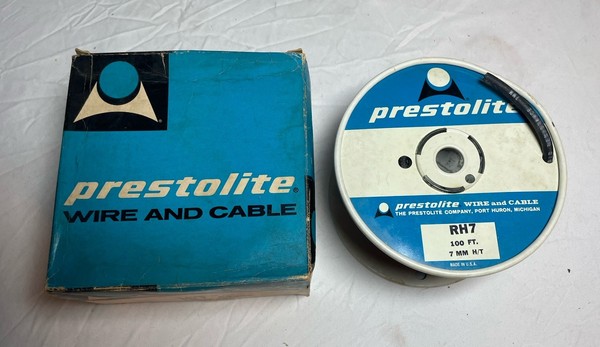 prestolite®
WIRE AND CABLE
prestolite
prestolite WIRE and CABLE
THE PRESTOLITE COMPANY, PORT HURON, MICHIGAN
RH7
100 FT.
7 MM H/T
MADE IN U.S.A.